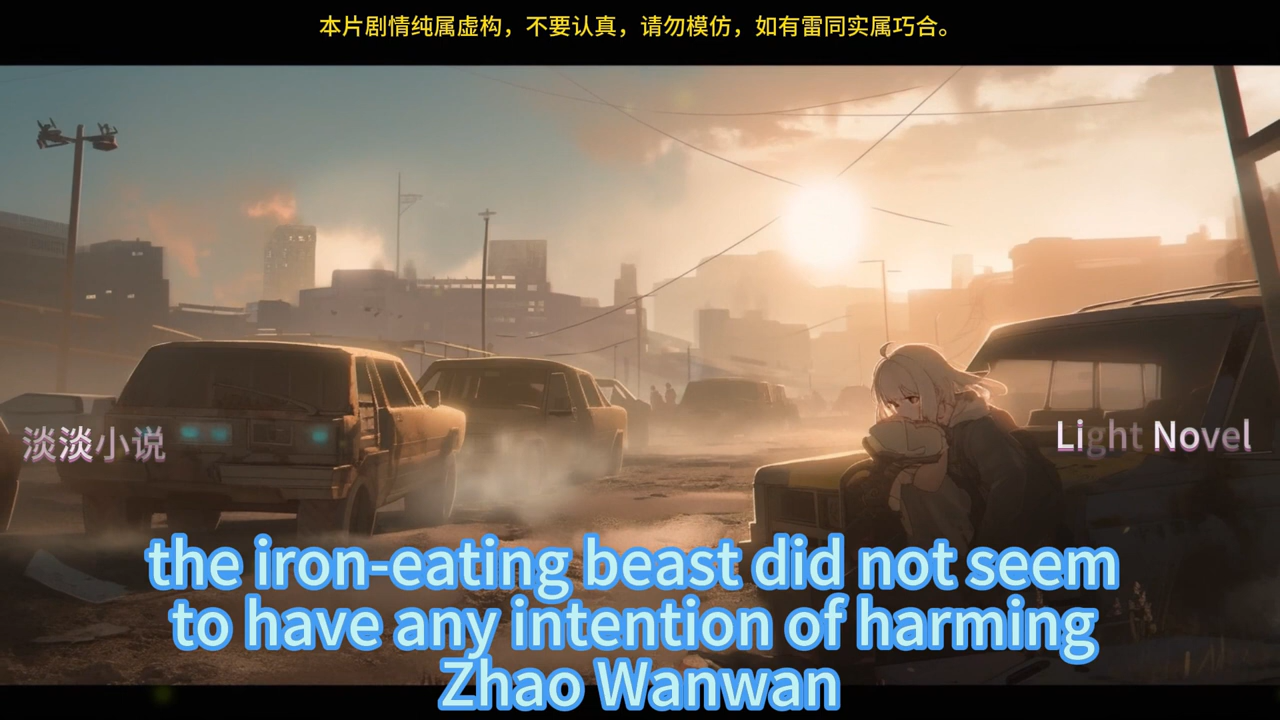 本片剧情纯属虚构，不要认真，请勿模仿，如有雷同实属巧合。
淡淡小说
Light Novel
the iron-eating beast did not seem
to have any intention of harming
Zhao Wanwan